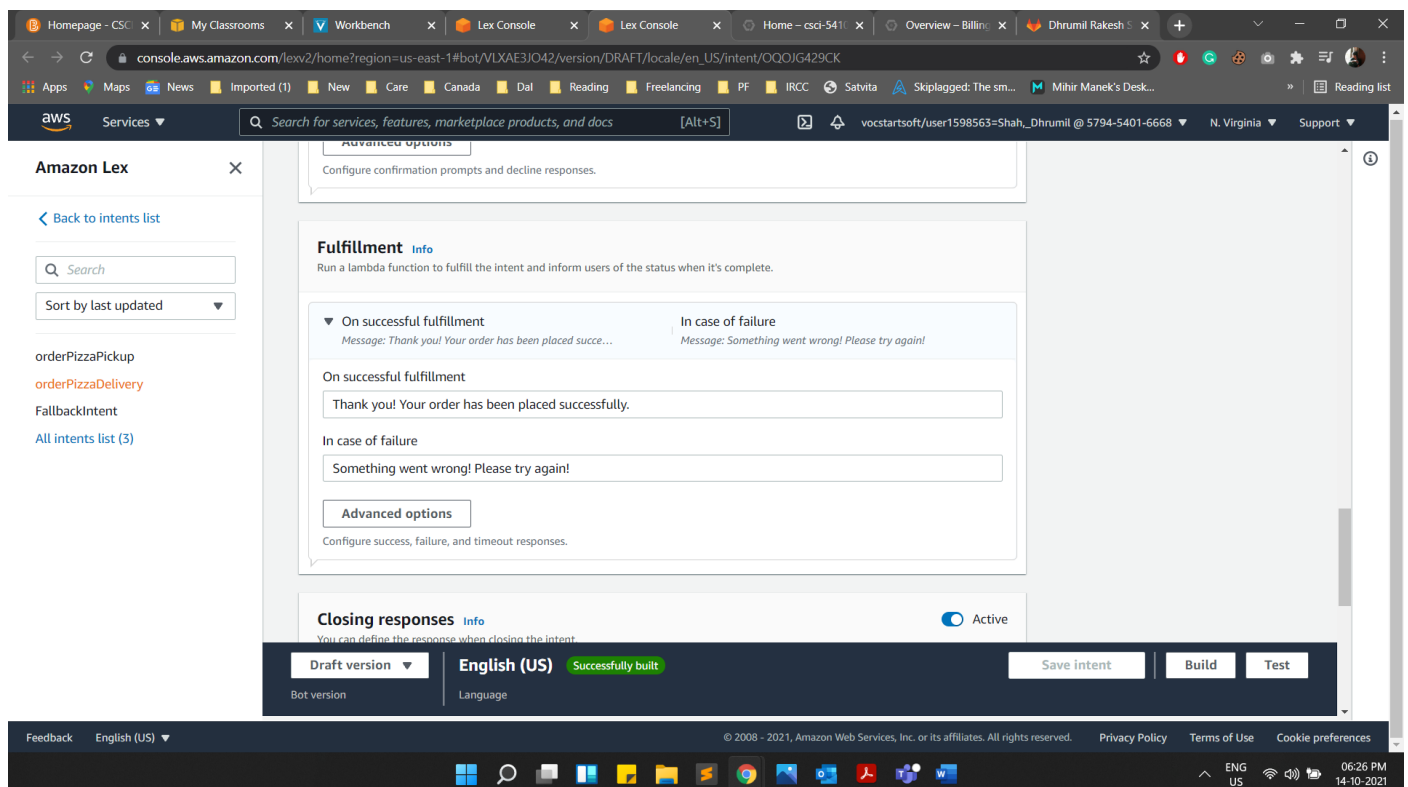 Homepage - CSC
My Classrooms
Workbench
Lex Console
Lex Console
Home – csci-5410
Overview – Billing
Dhrumil Rakesh S
console.aws.amazon.com/lexv2/home?region=us-east-1#bot/VLXAE3JO42/version/DRAFT/locale/en_US/intent/OQOJG429CK
Apps
Maps
News
Imported (1)
New
Care
Canada
Dal
Reading
Freelancing
PF
IRCC
Satvita
Skiplagged: The sm...
Mihir Manek's Desk...
»
Reading list
aws
Services
Search for services, features, marketplace products, and docs
[Alt+S]
vocstartsoft/user1598563=Shah,_Dhrumil @ 5794-5401-6668
N. Virginia
Support
Amazon Lex
Back to intents list
Search
Sort by last updated
orderPizzaPickup
orderPizzaDelivery
FallbackIntent
All intents list (3)
Advanced options
Configure confirmation prompts and decline responses.
Fulfillment Info
Run a lambda function to fulfill the intent and inform users of the status when it's complete.
On successful fulfillment
Message: Thank you! Your order has been placed succe...
In case of failure
Message: Something went wrong! Please try again!
On successful fulfillment
Thank you! Your order has been placed successfully.
In case of failure
Something went wrong! Please try again!
Advanced options
Configure success, failure, and timeout responses.
Closing responses Info
Active
You can define the response when closing the intent.
Draft version
Bot version
English (US)
Successfully built
Language
Save intent
Build
Test
Feedback
English (US)
© 2008 - 2021, Amazon Web Services, Inc. or its affiliates. All rights reserved.
Privacy Policy
Terms of Use
Cookie preferences
ENG
US
06:26 PM
14-10-2021